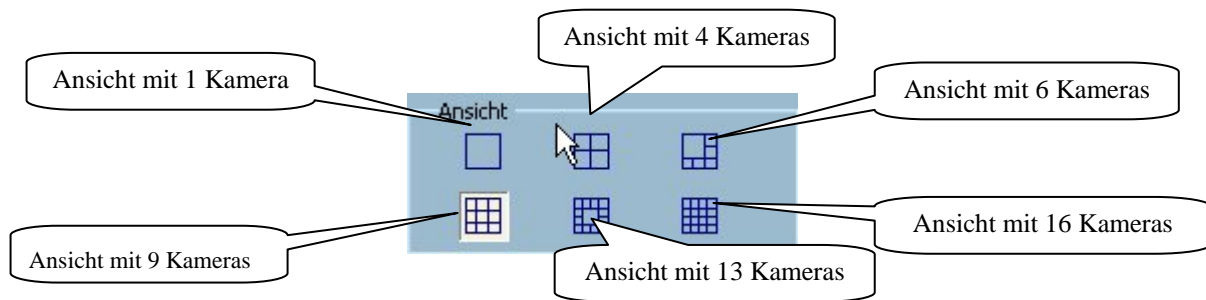 Ansicht mit 4 Kameras
Ansicht mit 1 Kamera
Ansicht mit 6 Kameras
Ansicht
Ansicht mit 9 Kameras
Ansicht mit 16 Kameras
Ansicht mit 13 Kameras